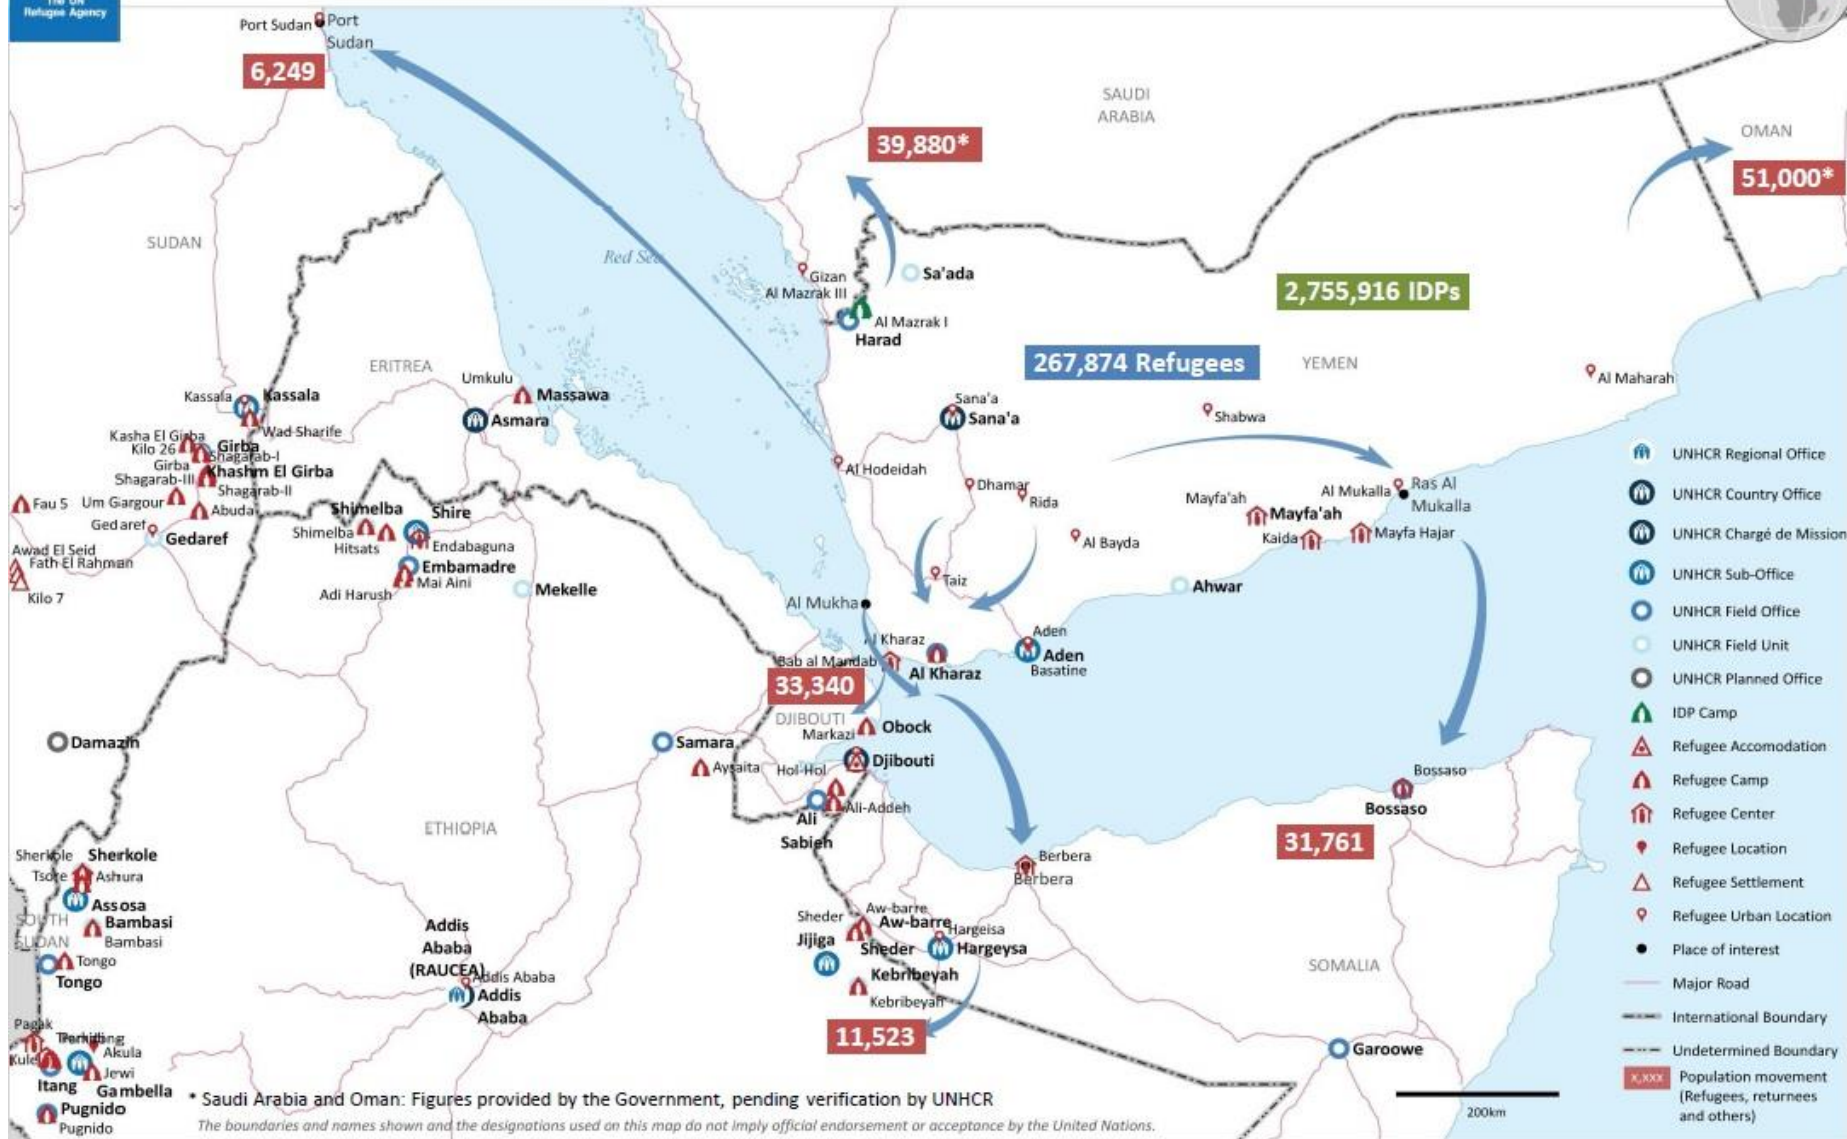 The UN
Refugee Agency
Port Sudan
Port
Sudan
6,249
SAUDI
ARABIA
39,880*
OMAN
51,000*
SUDAN
Red Sea
Gizan
Sa'ada
Al Mazrak III
Al Mazrak I
Harad
2,755,916 IDPs
267,874 Refugees
YEMEN
ERITREA
Umkulu
Massawa
Asmara
Kassala
Kassala
Wad Sharife
Kasha El Girba
Kilo 26
Girba
Shagarab-I
Girba
Khashm El Girba
Shagarab-III
Shagarab-II
Fau 5
Um Gargour
Abuda
Gedaref
Gedaref
Awad El Seid
Fath El Rahman
Kilo 7
Shimelba
Shire
Shimelba
Hitsats
Endabaguna
Embamadre
Mai Aini
Adi Harush
Mekelle
Sana'a
Sana'a
Shabwa
Al Maharah
Al Hodeidah
Dhamar
Rida
Al Bayda
Taiz
Mayfa'ah
Mayfa'ah
Al Mukalla
Ras Al
Mukalla
Kaida
Mayfa Hajar
Ahwar
Al Mukha
Al Kharaz
Bab al Mandab
Al Kharaz
Aden
Aden
Basatine
33,340
DJIBOUTI
Markazi
Obock
Hol-Hol
Djibouti
Ali-Addeh
Ali
Sabieh
Samara
Aysaita
Damazin
ETHIOPIA
Bossaso
Bossaso
31,761
Berbera
Berbera
Sherkole
Sherkole
Tsore
Ashura
Assosa
SOUTH
SUDAN
Bambasi
Bambasi
Tongo
Tongo
Addis
Ababa
(RAUCEA)
Addis Ababa
Addis
Ababa
Sheder
Aw-barre
Aw-barre
Jijiga
Sheder
Hargeisa
Hargeysa
Kebribeyah
Kebribeyah
11,523
SOMALIA
Garoowe
Pagak
Kule
Akula
Jewi
Itang
Gambella
Pugnido
Pugnido
UNHCR Regional Office
UNHCR Country Office
UNHCR Chargé de Mission
UNHCR Sub-Office
UNHCR Field Office
UNHCR Field Unit
UNHCR Planned Office
IDP Camp
Refugee Accomodation
Refugee Camp
Refugee Center
Refugee Location
Refugee Settlement
Refugee Urban Location
Place of interest
Major Road
International Boundary
Undetermined Boundary
x,xxx
Population movement
(Refugees, returnees
and others)
200km
* Saudi Arabia and Oman: Figures provided by the Government, pending verification by UNHCR
The boundaries and names shown and the designations used on this map do not imply official endorsement or acceptance by the United Nations.